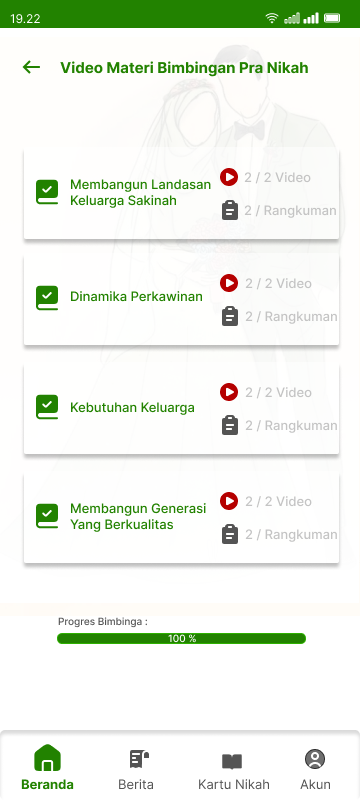 19.22
Video Materi Bimbingan Pra Nikah
Membangun Landasan
Keluarga Sakinah
2 / 2 Video
2 / Rangkuman
Dinamika Perkawinan
2 / 2 Video
2 / Rangkuman
Kebutuhan Keluarga
2 / 2 Video
2 / Rangkuman
Membangun Generasi
Yang Berkualitas
2 / 2 Video
2 / Rangkuman
Progres Bimbinga :
100 %
Beranda
Berita
Kartu Nikah
Akun